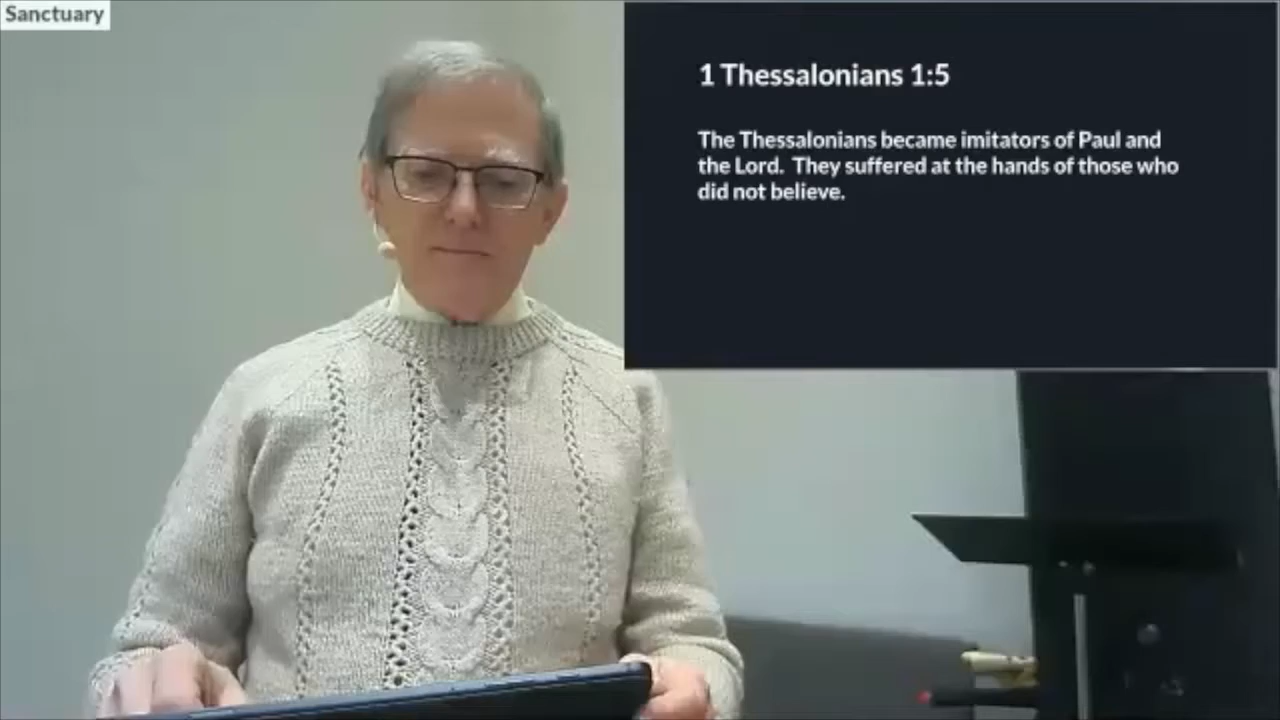 Sanctuary
1 Thessalonians 1:5
The Thessalonians became imitators of Paul and
the Lord.  They suffered at the hands of those who
did not believe.